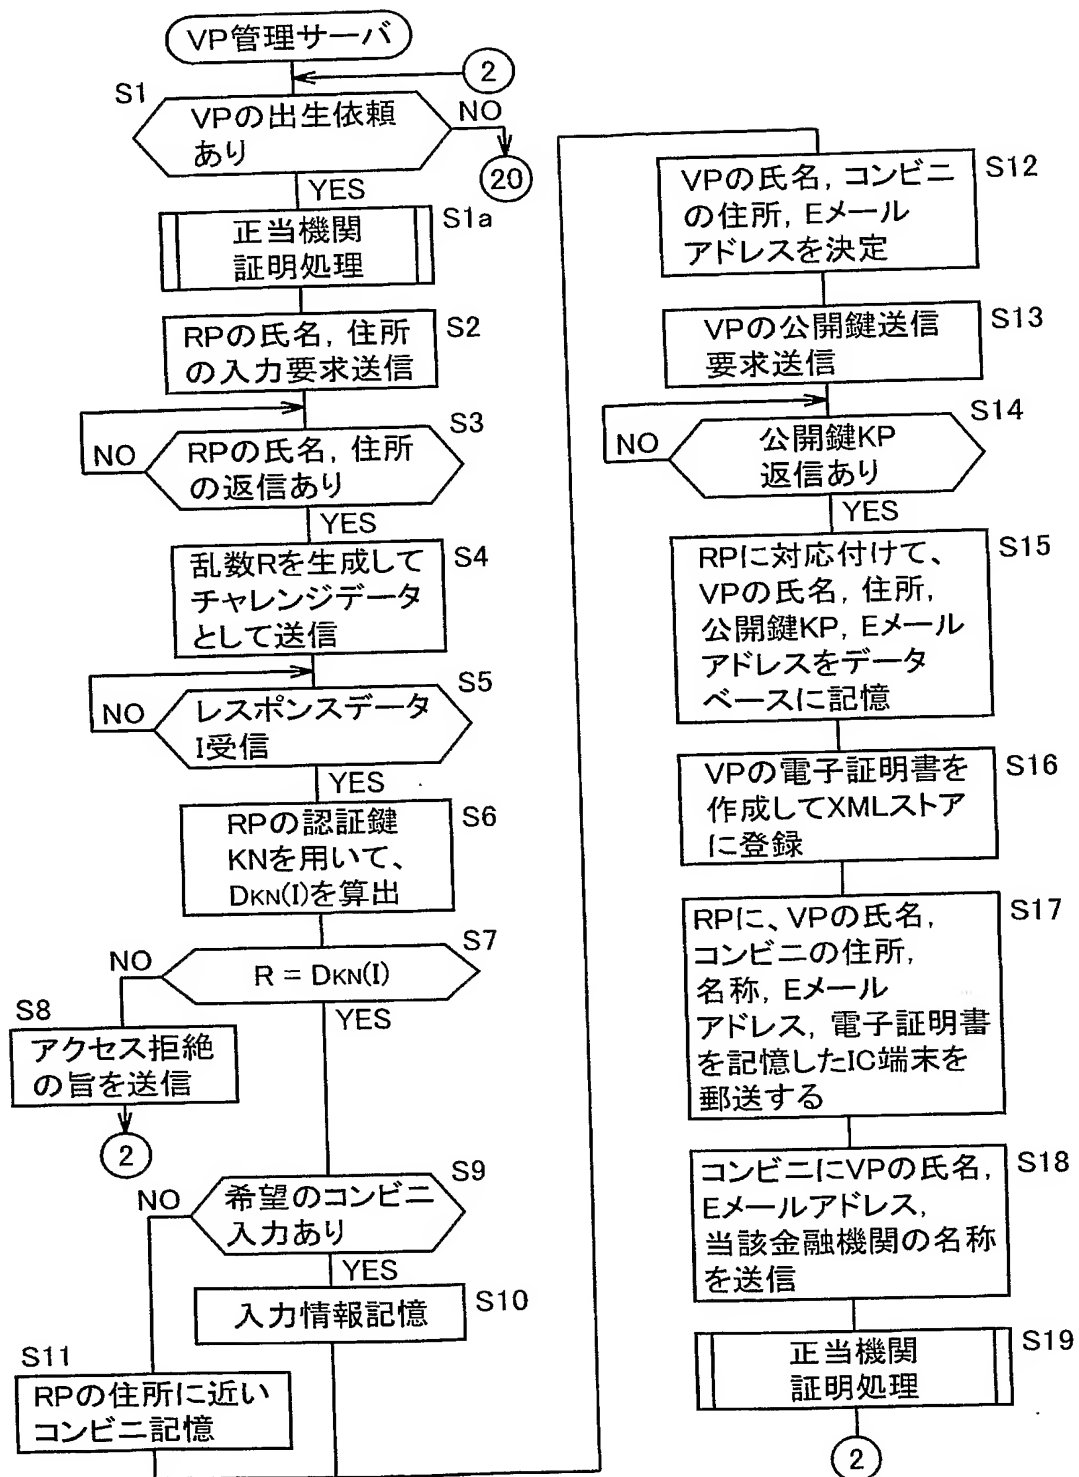 VP管理サーバ
2
S1
VPの出生依頼
あり
NO
20
YES
S1a
正当機関
証明処理
RPの氏名, 住所
の入力要求送信
S2
S3
NO
RPの氏名, 住所
の返信あり
YES
乱数Rを生成して
チャレンジデータ
として送信
S4
S5
NO
レスポンスデータ
I受信
YES
RPの認証鍵
KNを用いて、
DKN(I)を算出
S6
S7
NO
R = DKN(I)
YES
S8
アクセス拒絶
の旨を送信
2
S9
NO
希望のコンビニ
入力あり
YES
入力情報記憶
S10
S11
RPの住所に近い
コンビニ記憶
VPの氏名, コンビニ
の住所, Eメール
アドレスを決定
S12
VPの公開鍵送信
要求送信
S13
S14
NO
公開鍵KP
返信あり
YES
RPに対応付けて、
VPの氏名, 住所,
公開鍵KP, Eメール
アドレスをデータ
ベースに記憶
S15
VPの電子証明書を
作成してXMLストア
に登録
S16
RPに、VPの氏名,
コンビニの住所,
名称, Eメール
アドレス, 電子証明書
を記憶したIC端末を
郵送する
S17
コンビニにVPの氏名,
Eメールアドレス,
当該金融機関の名称
を送信
S18
正当機関
証明処理
S19
2